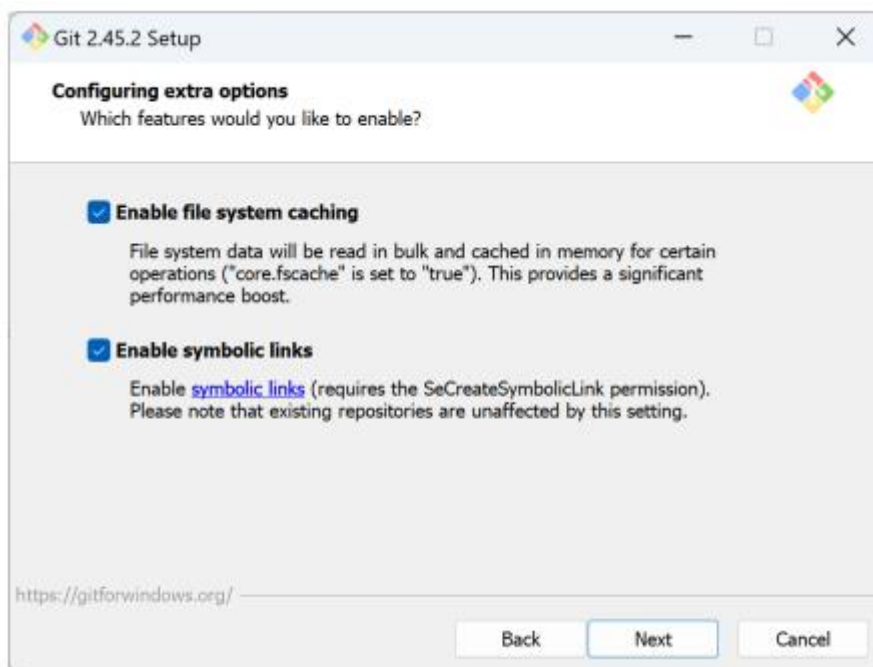 Git 2.45.2 Setup
Configuring extra options
Which features would you like to enable?
Enable file system caching
File system data will be read in bulk and cached in memory for certain
operations ("core.fscache" is set to "true"). This provides a significant
performance boost.
Enable symbolic links
Enable symbolic links (requires the SeCreateSymbolicLink permission).
Please note that existing repositories are unaffected by this setting.
https://gitforwindows.org/
Back Next Cancel